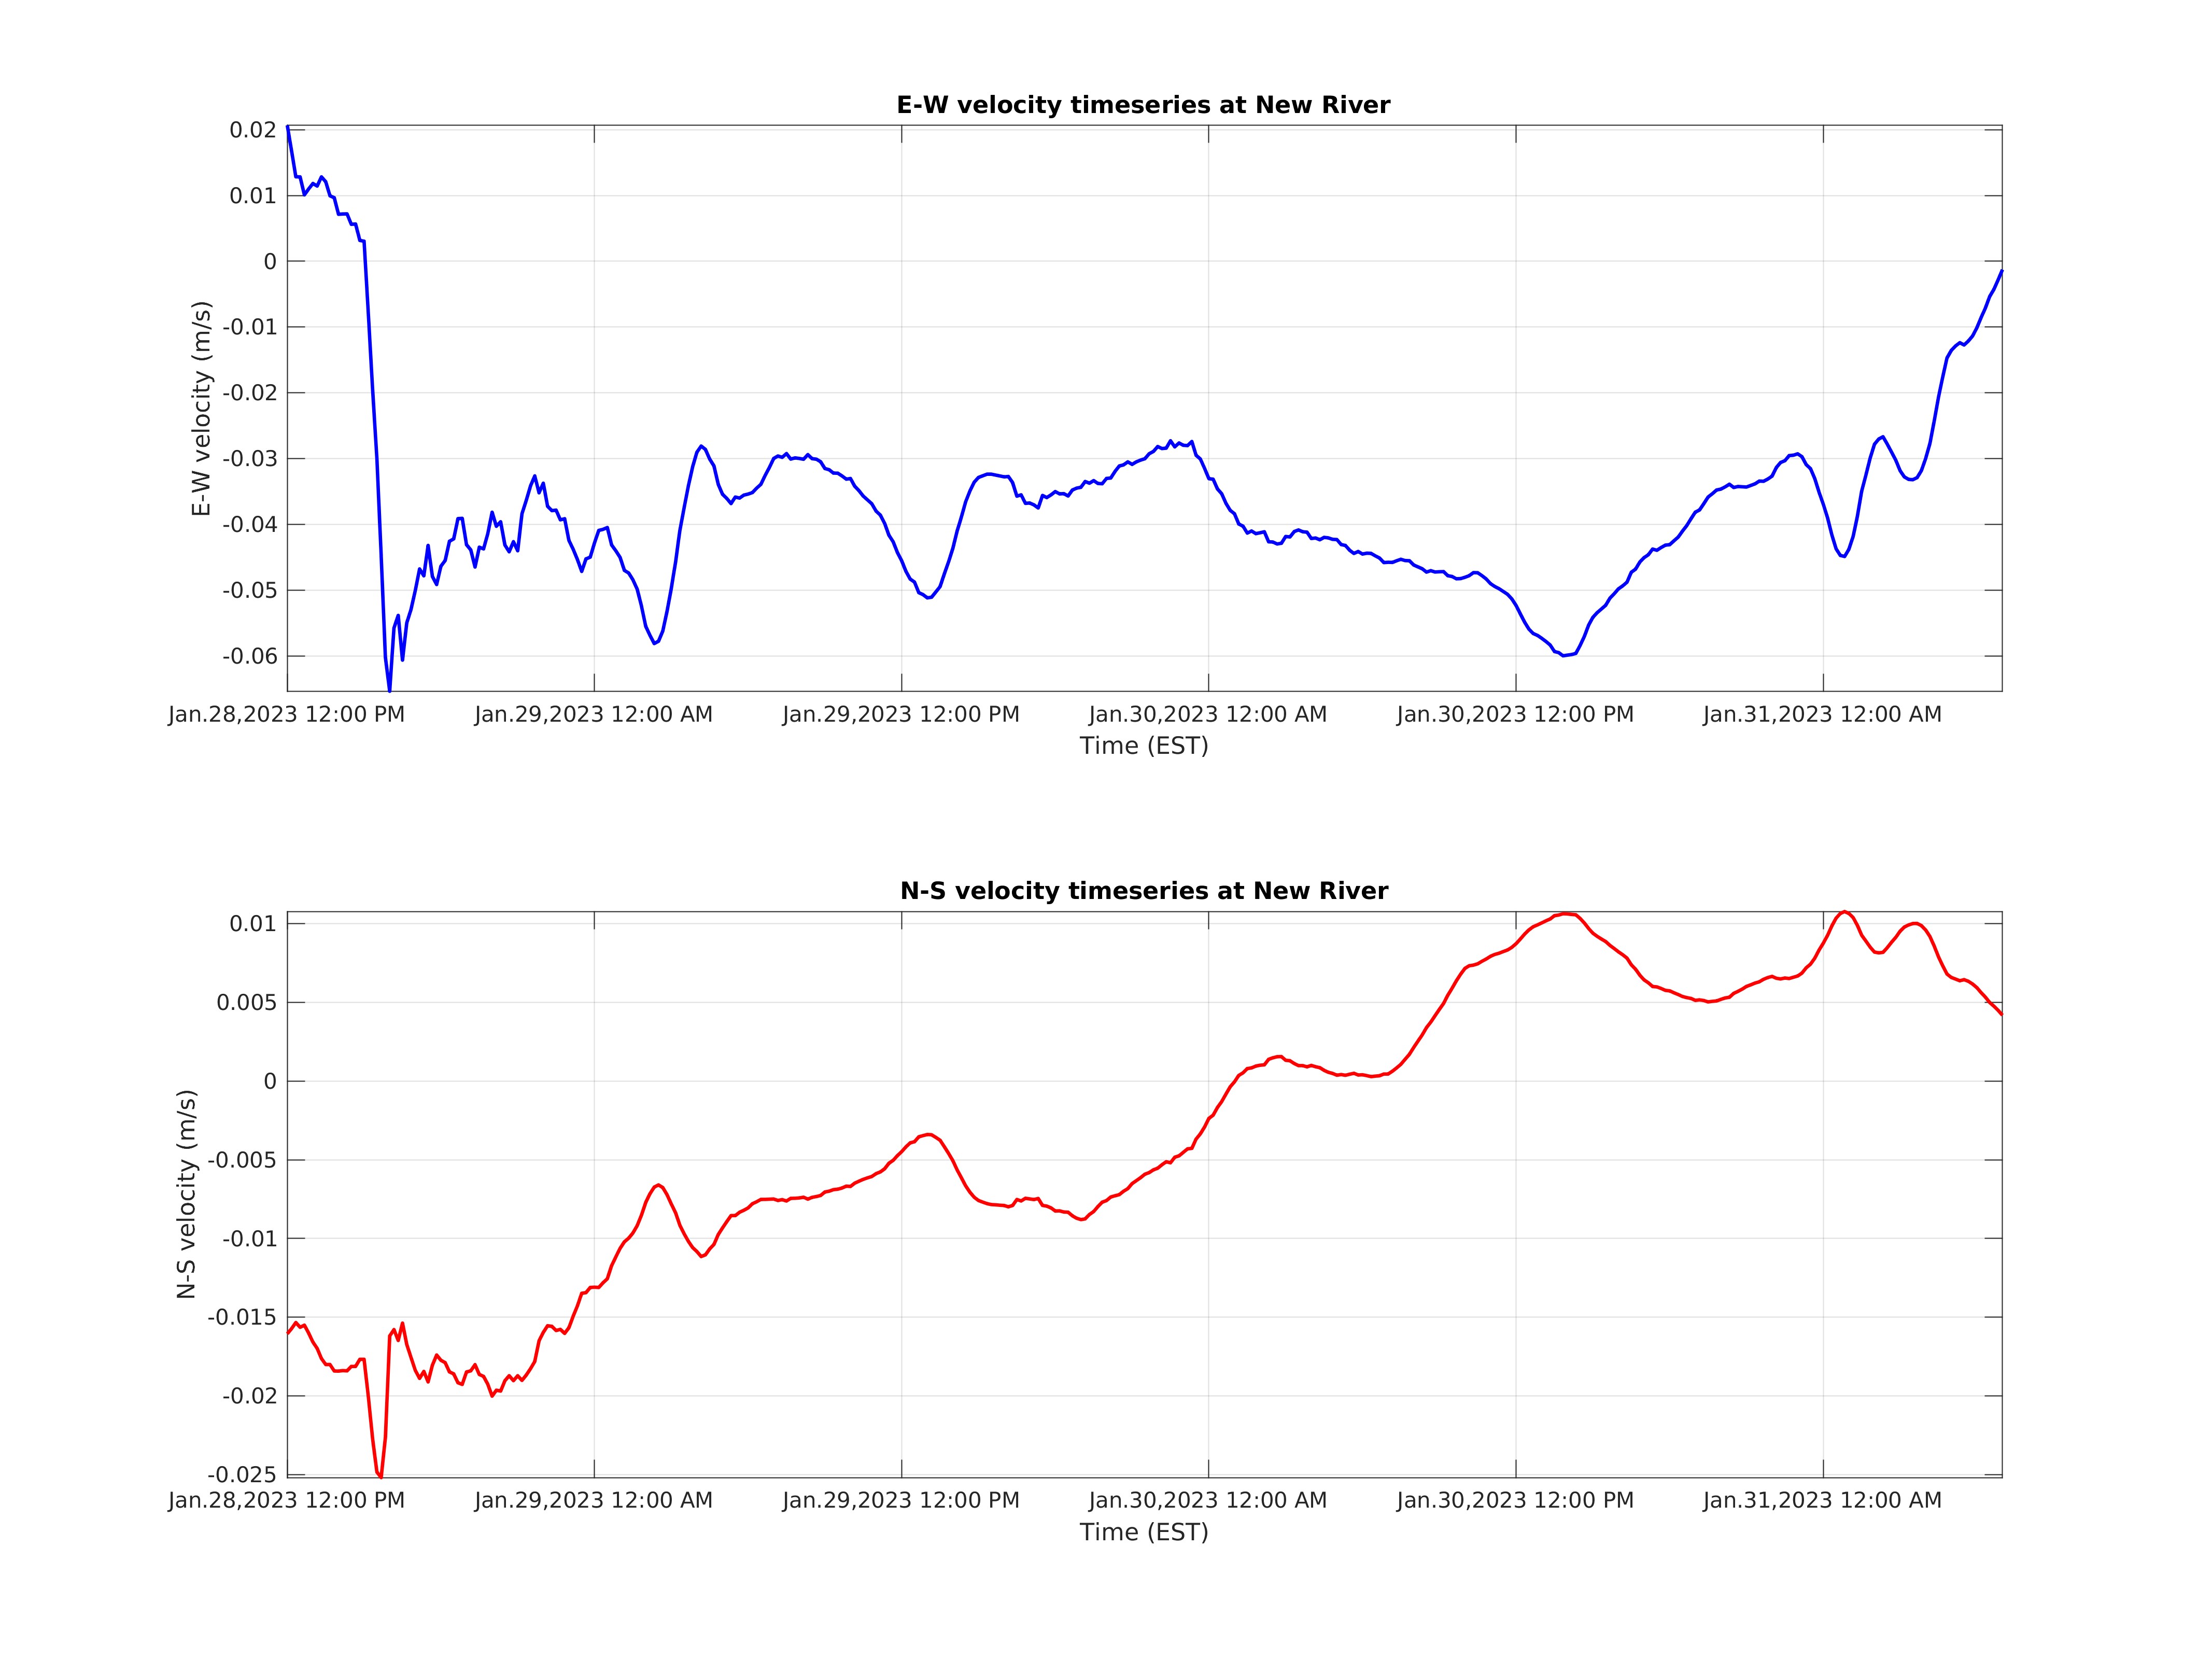 E-W velocity timeseries at New River
0.02
0.01
0
-0.01
-0.02
-0.03
-0.04
-0.05
-0.06
E-W velocity (m/s)
Jan.28,2023 12:00 PM Jan.29,2023 12:00 AM Jan.29,2023 12:00 PM Jan.30,2023 12:00 AM Jan.30,2023 12:00 PM Jan.31,2023 12:00 AM
Time (EST)
N-S velocity timeseries at New River
0.01
0.005
0
-0.005
-0.01
-0.015
-0.02
-0.025
N-S velocity (m/s)
Jan.28,2023 12:00 PM Jan.29,2023 12:00 AM Jan.29,2023 12:00 PM Jan.30,2023 12:00 AM Jan.30,2023 12:00 PM Jan.31,2023 12:00 AM
Time (EST)